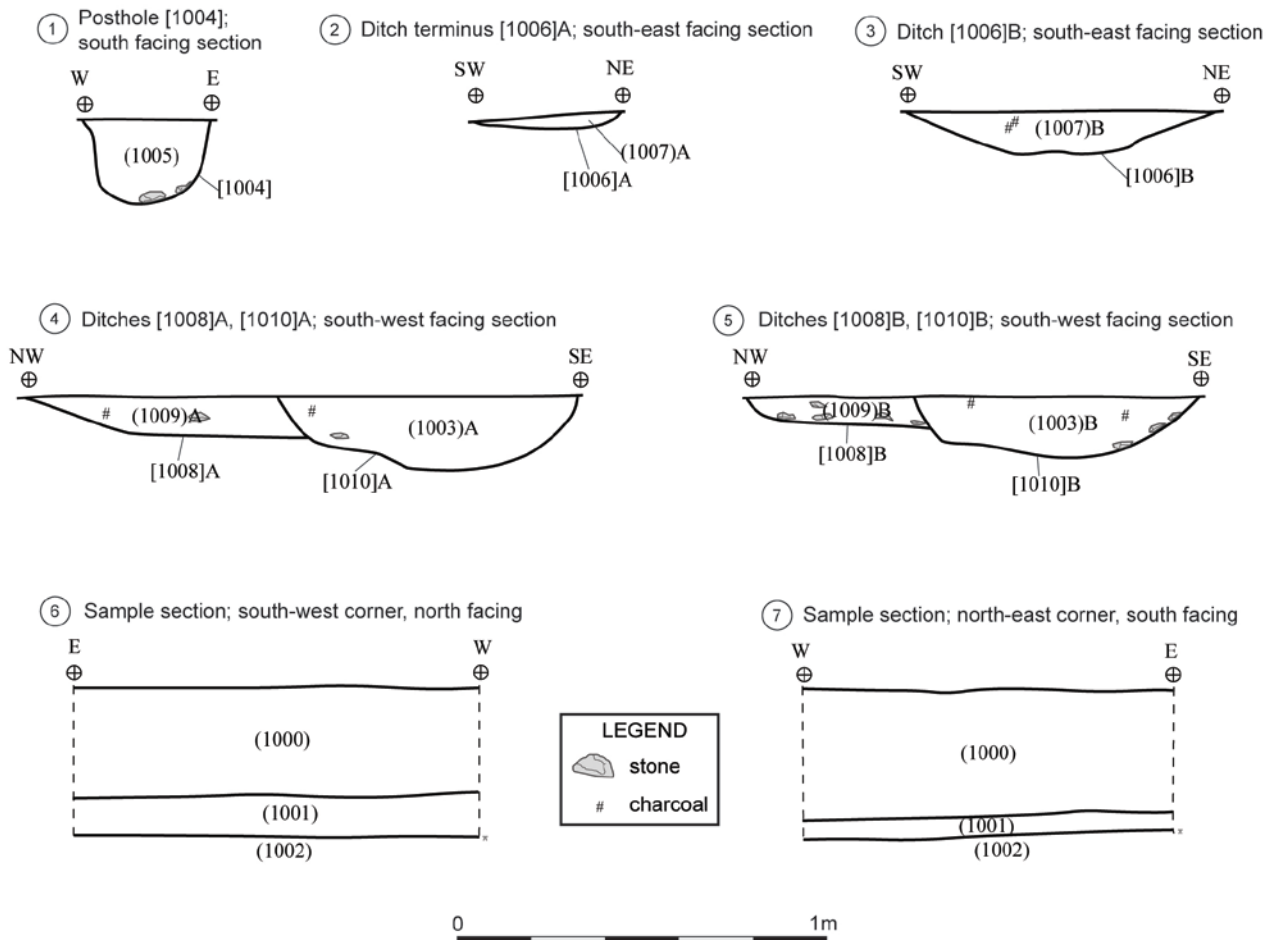 1 Posthole [1004];
south facing section
W E
(1005)
[1004]
2 Ditch terminus [1006]A; south-east facing section
SW NE
(1007)A
[1006]A
3 Ditch [1006]B; south-east facing section
SW NE
# #
(1007)B
[1006]B
4 Ditches [1008]A, [1010]A; south-west facing section
NW SE
# (1009)A # (1003)A
[1008]A
[1010]A
5 Ditches [1008]B, [1010]B; south-west facing section
NW SE
(1009)B # (1003)B #
[1008]B
[1010]B
6 Sample section; south-west corner, north facing
E W
(1000)
(1001)
(1002)
7 Sample section; north-east corner, south facing
W E
(1000)
(1001)
(1002)
LEGEND
stone
# charcoal
0 1m